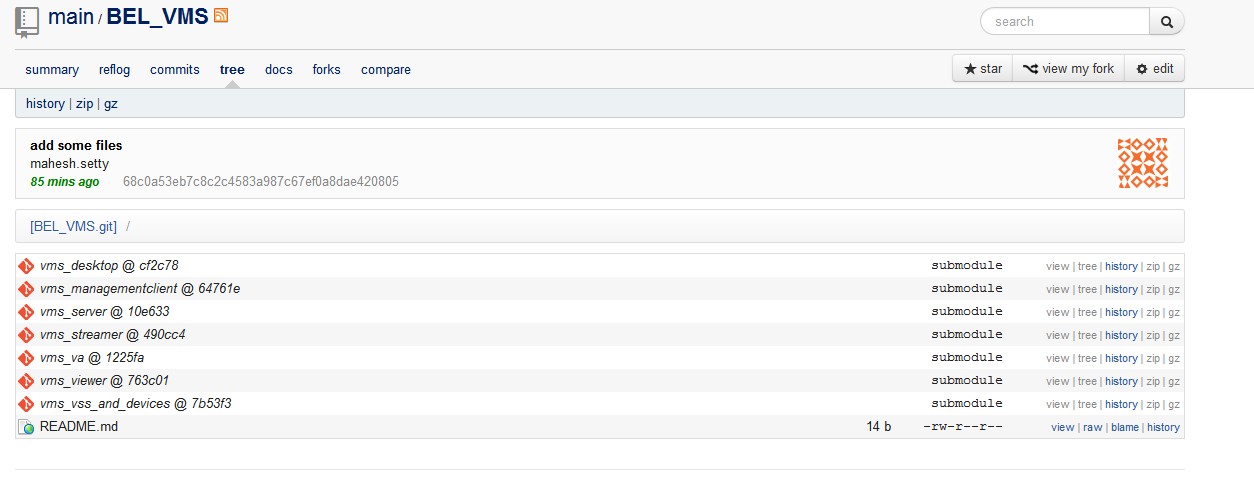 main / BEL_VMS
search
summary reflog commits tree docs forks compare
star view my fork edit
history | zip | gz
add some files
mahesh.setty
85 mins ago 68c0a53eb7c8c2c4583a987c67ef0a8dae420805
[BEL_VMS.git] /
vms_desktop @ cf2c78 submodule view | tree | history | zip | gz
vms_managementclient @ 64761e submodule view | tree | history | zip | gz
vms_server @ 10e633 submodule view | tree | history | zip | gz
vms_streamer @ 490cc4 submodule view | tree | history | zip | gz
vms_va @ 1225fa submodule view | tree | history | zip | gz
vms_viewer @ 763c01 submodule view | tree | history | zip | gz
vms_vss_and_devices @ 7b53f3 submodule view | tree | history | zip | gz
README.md 14 b -rw-r--r-- view | raw | blame | history